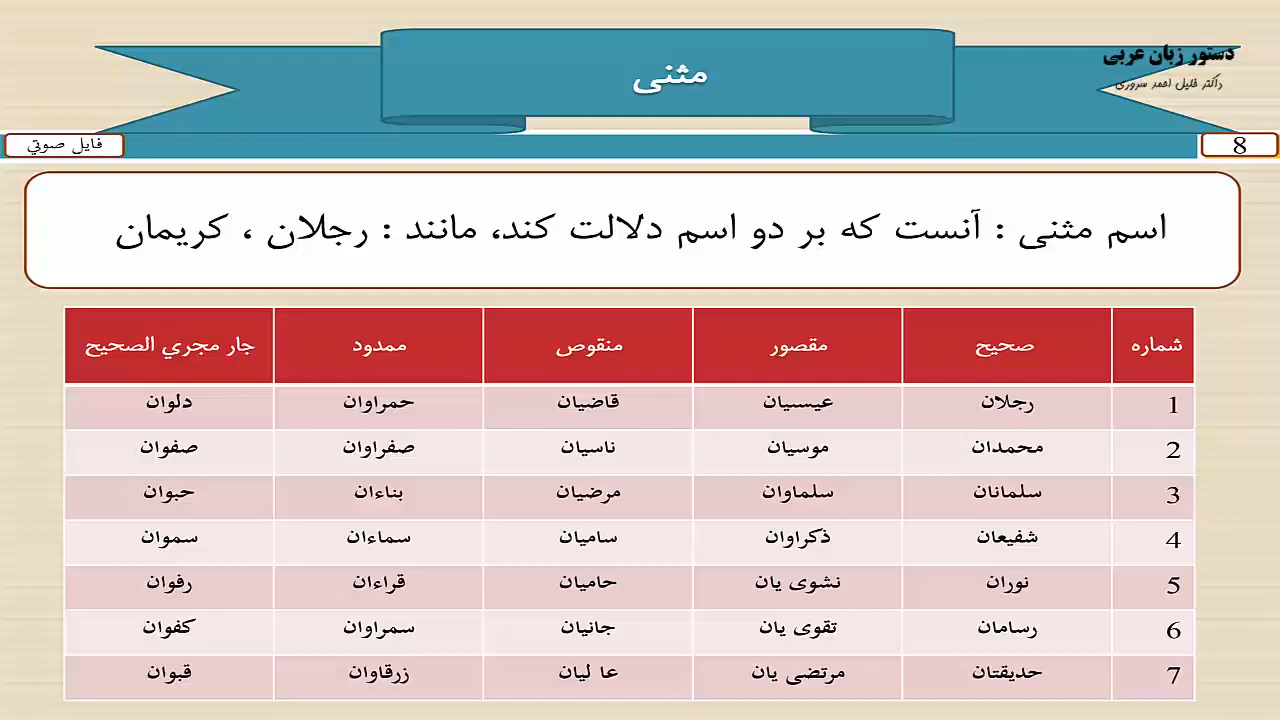 مثنی
دستور زبان عربی
داکتر خلیل احمد سروری
8
فایل صوتي
اسم مثنی : آنست که بر دو اسم دلالت کند، مانند : رجلان ، کریمان
شماره صحیح مقصور منقوص ممدود جار مجري الصحیح
1 رجلان عیسیان قاضیان حمراوان دلوان
2 محمدان موسیان ناسیان صفراوان صفوان
3 سلمانان سلماوان مرضیان بناءان حبوان
4 شفیعان ذکراوان سامیان سماءان سموان
5 نوران نشوی یان حامیان قراءان رفوان
6 رسامان تقوی یان جانیان سمراوان کفوان
7 حدیقتان مرتضی یان عا لیان زرقاوان قبوان